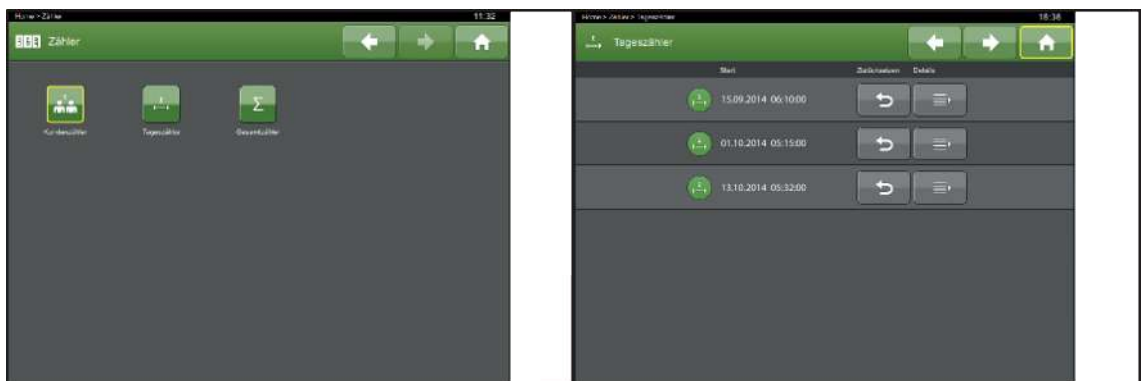 Home > Zähler
11:32
Zähler
Kundenzähler
Tageszähler
Gesamtzähler
Home > Zähler > Tageszähler
18:36
Tageszähler
Start
Zurücksetzen
Details
15.09.2014 06:10:00
01.10.2014 05:15:00
13.10.2014 05:32:00